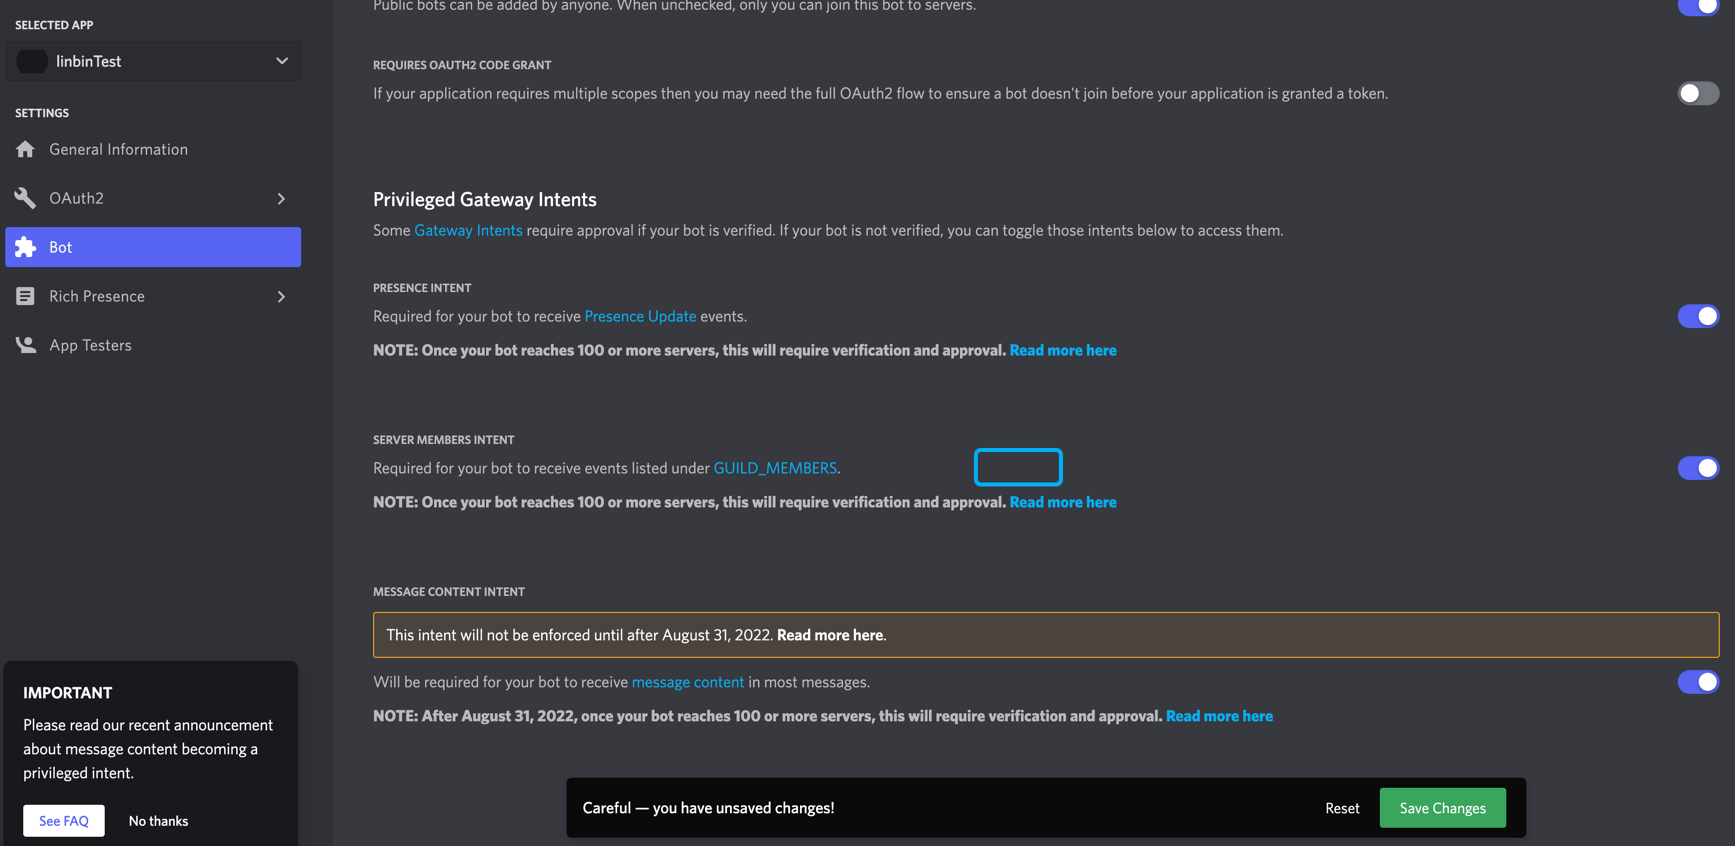 SELECTED APP
linbinTest
SETTINGS
General Information
OAuth2
Bot
Rich Presence
App Testers
IMPORTANT
Please read our recent announcement
about message content becoming a
privileged intent.
See FAQ
No thanks
Public bots can be added by anyone. When unchecked, only you can join this bot to servers.
REQUIRES OAUTH2 CODE GRANT
If your application requires multiple scopes then you may need the full OAuth2 flow to ensure a bot doesn't join before your application is granted a token.
Privileged Gateway Intents
Some Gateway Intents require approval if your bot is verified. If your bot is not verified, you can toggle those intents below to access them.
PRESENCE INTENT
Required for your bot to receive Presence Update events.
NOTE: Once your bot reaches 100 or more servers, this will require verification and approval. Read more here
SERVER MEMBERS INTENT
Required for your bot to receive events listed under GUILD_MEMBERS.
NOTE: Once your bot reaches 100 or more servers, this will require verification and approval. Read more here
MESSAGE CONTENT INTENT
This intent will not be enforced until after August 31, 2022. Read more here.
Will be required for your bot to receive message content in most messages.
NOTE: After August 31, 2022, once your bot reaches 100 or more servers, this will require verification and approval. Read more here
Careful — you have unsaved changes!
Reset
Save Changes